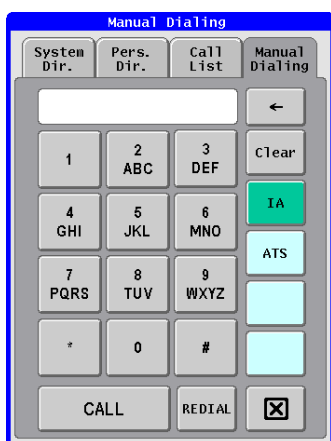 Manual Dialing
System Dir.
Pers. Dir.
Call List
Manual Dialing
←
1
2 ABC
3 DEF
Clear
4 GHI
5 JKL
6 MNO
IA
ATS
7 PQRS
8 TUV
9 WXYZ
*
0
#
CALL
REDIAL